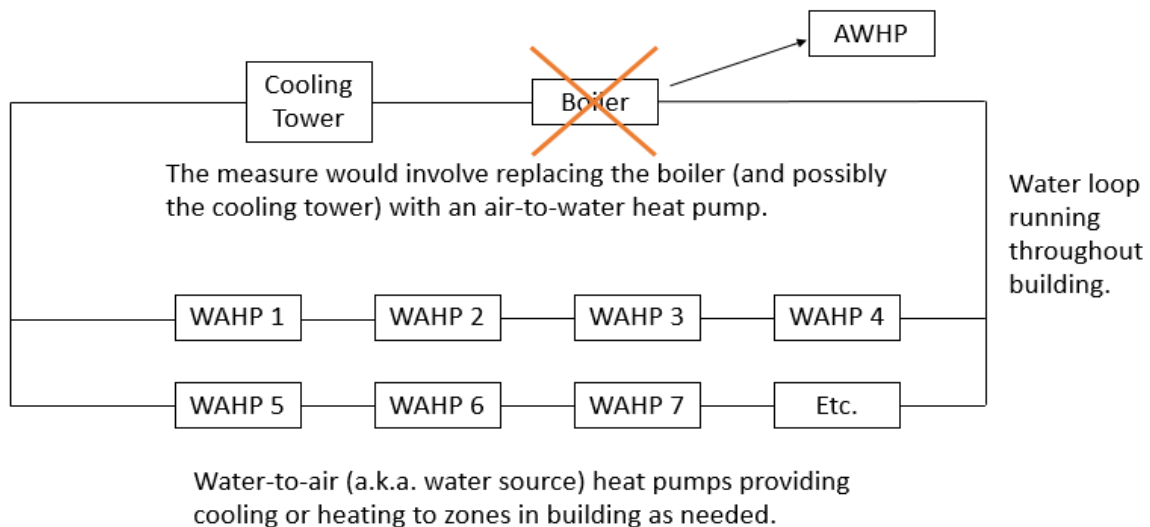 AWHP
Cooling
Tower
Boiler
The measure would involve replacing the boiler (and possibly
the cooling tower) with an air-to-water heat pump.
Water loop
running
throughout
building.
WAHP 1
WAHP 2
WAHP 3
WAHP 4
WAHP 5
WAHP 6
WAHP 7
Etc.
Water-to-air (a.k.a. water source) heat pumps providing
cooling or heating to zones in building as needed.